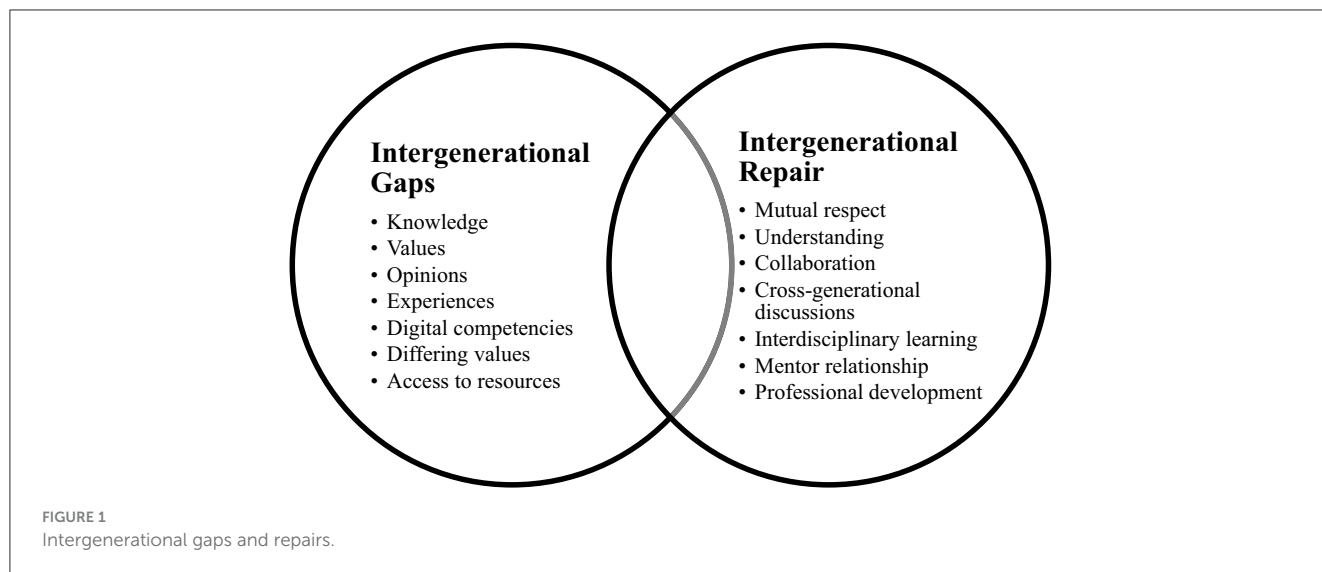 Intergenerational
Gaps
• Knowledge
• Values
• Opinions
• Experiences
• Digital competencies
• Differing values
• Access to resources
Intergenerational
Repair
• Mutual respect
• Understanding
• Collaboration
• Cross-generational
discussions
• Interdisciplinary learning
• Mentor relationship
• Professional development
FIGURE 1
Intergenerational gaps and repairs.